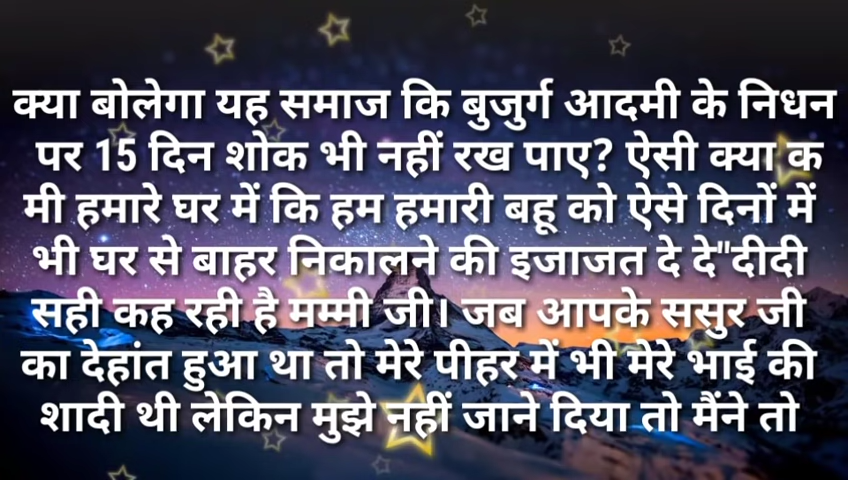 क्या बोलेगा यह समाज कि बुजुर्ग आदमी के निधन
पर 15 दिन शोक भी नहीं रख पाए? ऐसी क्या क
मी हमारे घर में कि हम हमारी बहू को ऐसे दिनों में
भी घर से बाहर निकालने की इजाजत दे दे"दीदी
सही कह रही है मम्मी जी। जब आपके ससुर जी
का देहांत हुआ था तो मेरे पीहर में भी मेरे भाई की
शादी थी लेकिन मुझे नहीं जाने दिया तो मैंने तो